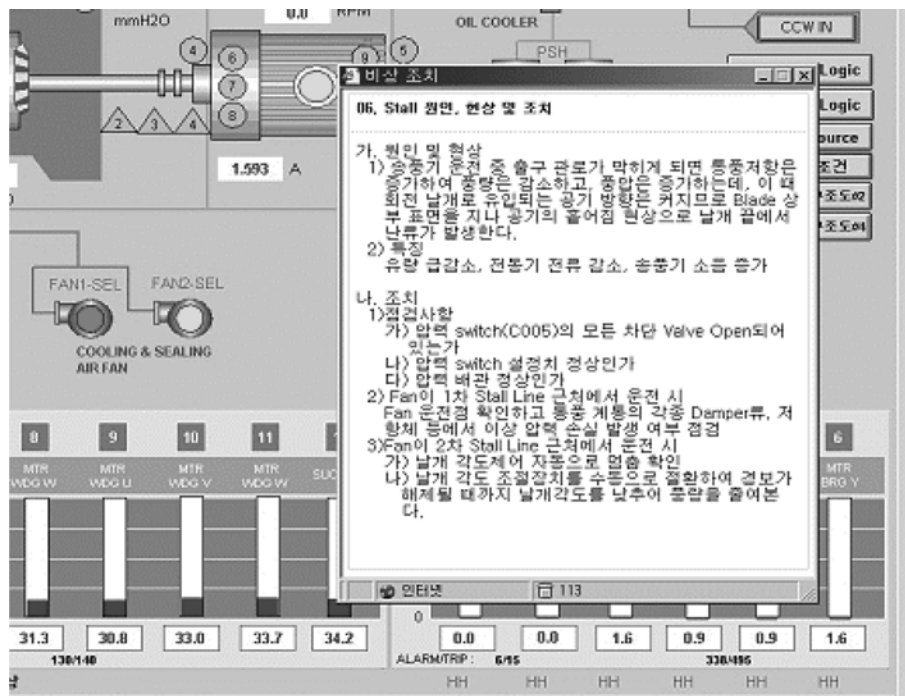 mmH2O
0.0 RPM
OIL COOLER
CCW IN
PSH
4
6
9
5
7
8
2 3 4
1.593 A
Logic
Logic
ource
조건
조도02
조도04
FAN1-SEL
FAN2-SEL
COOLING & SEALING
AIR FAN
비상 조치
06. Stall 원인, 현상 및 조치
가. 원인 및 현상
1) 송풍기 운전 중 출구 관로가 막히게 되면 통풍저항은
증가하여 풍량은 감소하고, 풍압은 증가하는데, 이 때
회전 날개로 유입되는 공기 방향은 커지므로 Blade 상
부 표면을 지나 공기의 흩어짐 현상으로 날개 끝에서
난류가 발생한다.
2) 특징
유량 급감소, 전동기 전류 감소, 송풍기 소음 증가
나. 조치
1)점검사항
가) 압력 switch(C005)의 모든 차단 Valve Open되어
있는가
나) 압력 switch 설정치 정상인가
다) 압력 배관 정상인가
2) Fan이 1차 Stall Line 근처에서 운전 시
Fan 운전점 확인하고 통풍 계통의 각종 Damper류, 저
항체 등에서 이상 압력 손실 발생 여부 점검
3)Fan이 2차 Stall Line 근처에서 운전 시
가) 날개 각도제어 자동으로 멈춤 확인
나) 날개 각도 조절장치를 수동으로 절환하여 경보가
해제될 때까지 날개각도를 낮추어 풍량을 줄여본
다.
인터넷
113
8 9 10 11 6
MTR WDG W
MTR WDG U
MTR WDG V
MTR WDG W
SUC
MTR BRG Y
0
31.3 30.8 33.0 33.7 34.2 0.0 0.0 1.6 0.9 0.9 1.6
130/140
ALARM/TRIP : 6/15 330/495
HH HH HH HH HH HH